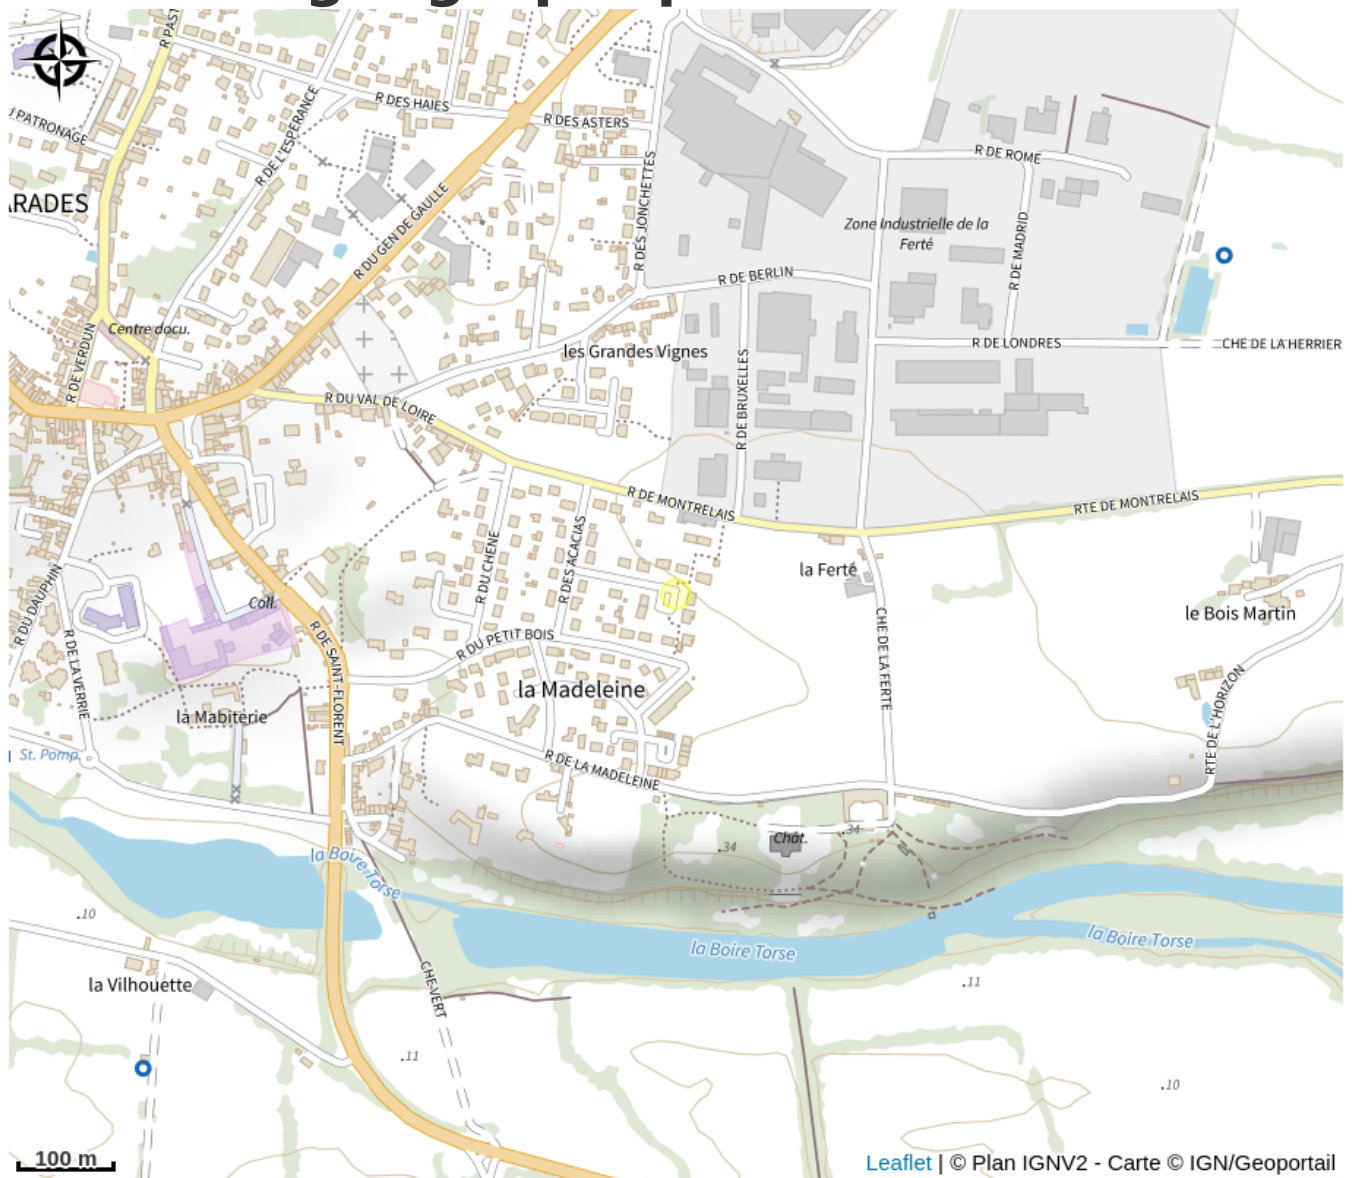 R PAST
R DES HAIES
R DES ASTERS
U PATRONAGE
R DE L'ESPERANCE
R DE ROME
R DES JONCHETTES
ARADES
R DU GEN DE GAULLE
Zone Industrielle de la
Ferté
R DE MADRID
R DE BERLIN
Centre docu.
R DE VERDUN
les Grandes Vignes
R DE LONDRES
CHE DE LA HERRIER
R DE BRUXELLES
R DU VAL DE LOIRE
R DE MONTRELAIS
RTE DE MONTRELAIS
R DU CHENE
R DES ACACIAS
la Ferté
R DU DAUPHIN
Coll.
le Bois Martin
R DE LA VERRIE
R DE SAINT-FLORENT
R DU PETIT BOIS
CHE DE LA FERTE
la Madeleine
la Mabiterie
RTE DE L'HORIZON
St. Pomp.
R DE LA MADELEINE
Chât.
.34
.34
la Boire Torse
.10
la Boire Torse
la Boire Torse
la Vilhouette
CHE VERT
.11
.11
.10
100 m
Leaflet | © Plan IGNV2 - Carte © IGN/Geoportail